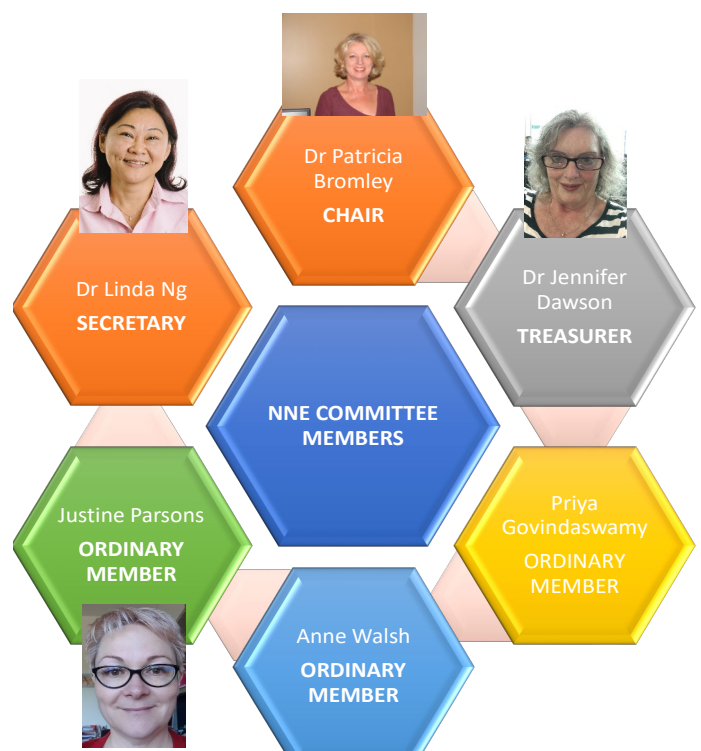 Dr Patricia
Bromley
CHAIR
Dr Linda Ng
SECRETARY
Dr Jennifer
Dawson
TREASURER
NNE COMMITTEE
MEMBERS
Justine Parsons
ORDINARY
MEMBER
Priya
Govindaswamy
ORDINARY
MEMBER
Anne Walsh
ORDINARY
MEMBER